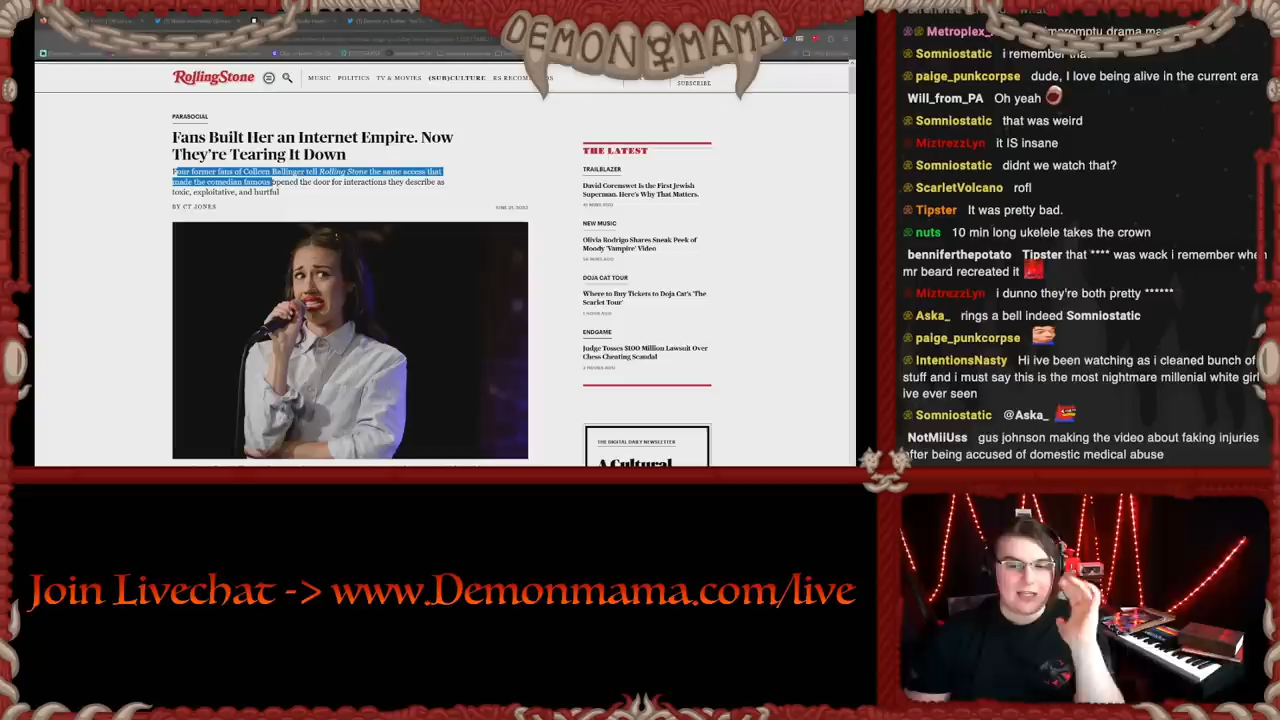 DEMON MAMA
RollingStone
MUSIC POLITICS TV & MOVIES (SUB)CULTURE RS RECOM
SUBSCRIBE
PARASOCIAL
Fans Built Her an Internet Empire. Now
They're Tearing It Down
Four former fans of Colleen Ballinger tell Rolling Stone the same access that
made the comedian famous opened the door for interactions they describe as
toxic, exploitative, and hurtful
BY CT JONES
THE LATEST
TRAILBLAZER
David Corenswet Is the First Jewish
Superman. Here's Why That Matters.
NEW MUSIC
Olivia Rodrigo Shares Sneak Peek of
Moody 'Vampire' Video
DOJA CAT TOUR
Where to Buy Tickets to Doja Cat's 'The
Scarlet Tour'
1 HOUR AGO
ENDGAME
Judge Tosses $100 Million Lawsuit Over
Chess Cheating Scandal
2 HOURS AGO
THE DIGITAL DAILY NEWSLETTER
A Cultural
Somniostatic i remember that
paige_punkcorpse dude, I love being alive in the current era
Will_from_PA Oh yeah
Somniostatic that was weird
MiztrezzLyn it IS insane
Somniostatic didnt idubbz watch that?
ScarletVolcano rofl
Tipster It was pretty bad.
nuts 10 min long ukelele takes the crown
benniferthepotato Tipster that **** was wack i remember when
mr beard recreated it
Aska_ rings a bell indeed Somniostatic
paige_punkcorpse
IntentionsNasty Hi ive been watching as i cleaned bunch of
stuff and i must say this is the most nightmare millenial white girl
ive ever seen
Somniostatic @Aska_
NotMiiUss gus johnson making the video about faking injuries
after being accused of domestic medical abuse
Join Livechat -> www.Demonmama.com/live